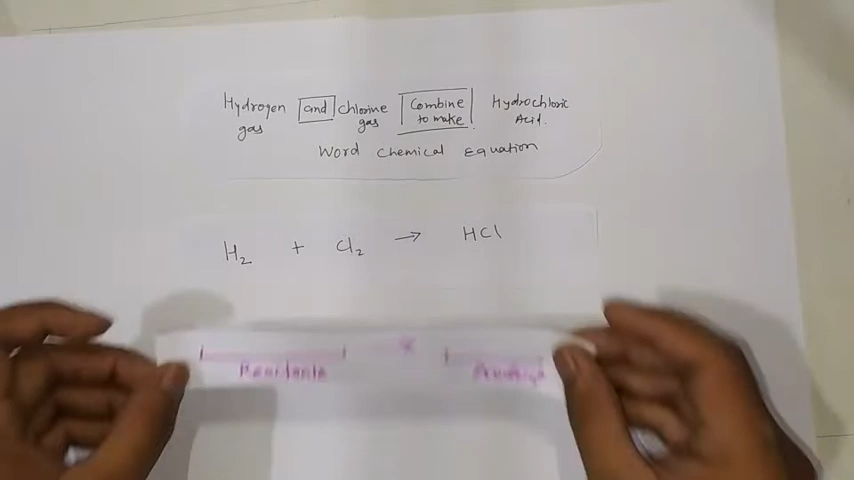 Hydrogen and Chlorine Combine Hydrochloric
gas gas to make Acid.
Word Chemical Equation
H₂ + Cl₂ → HCl
Reactants